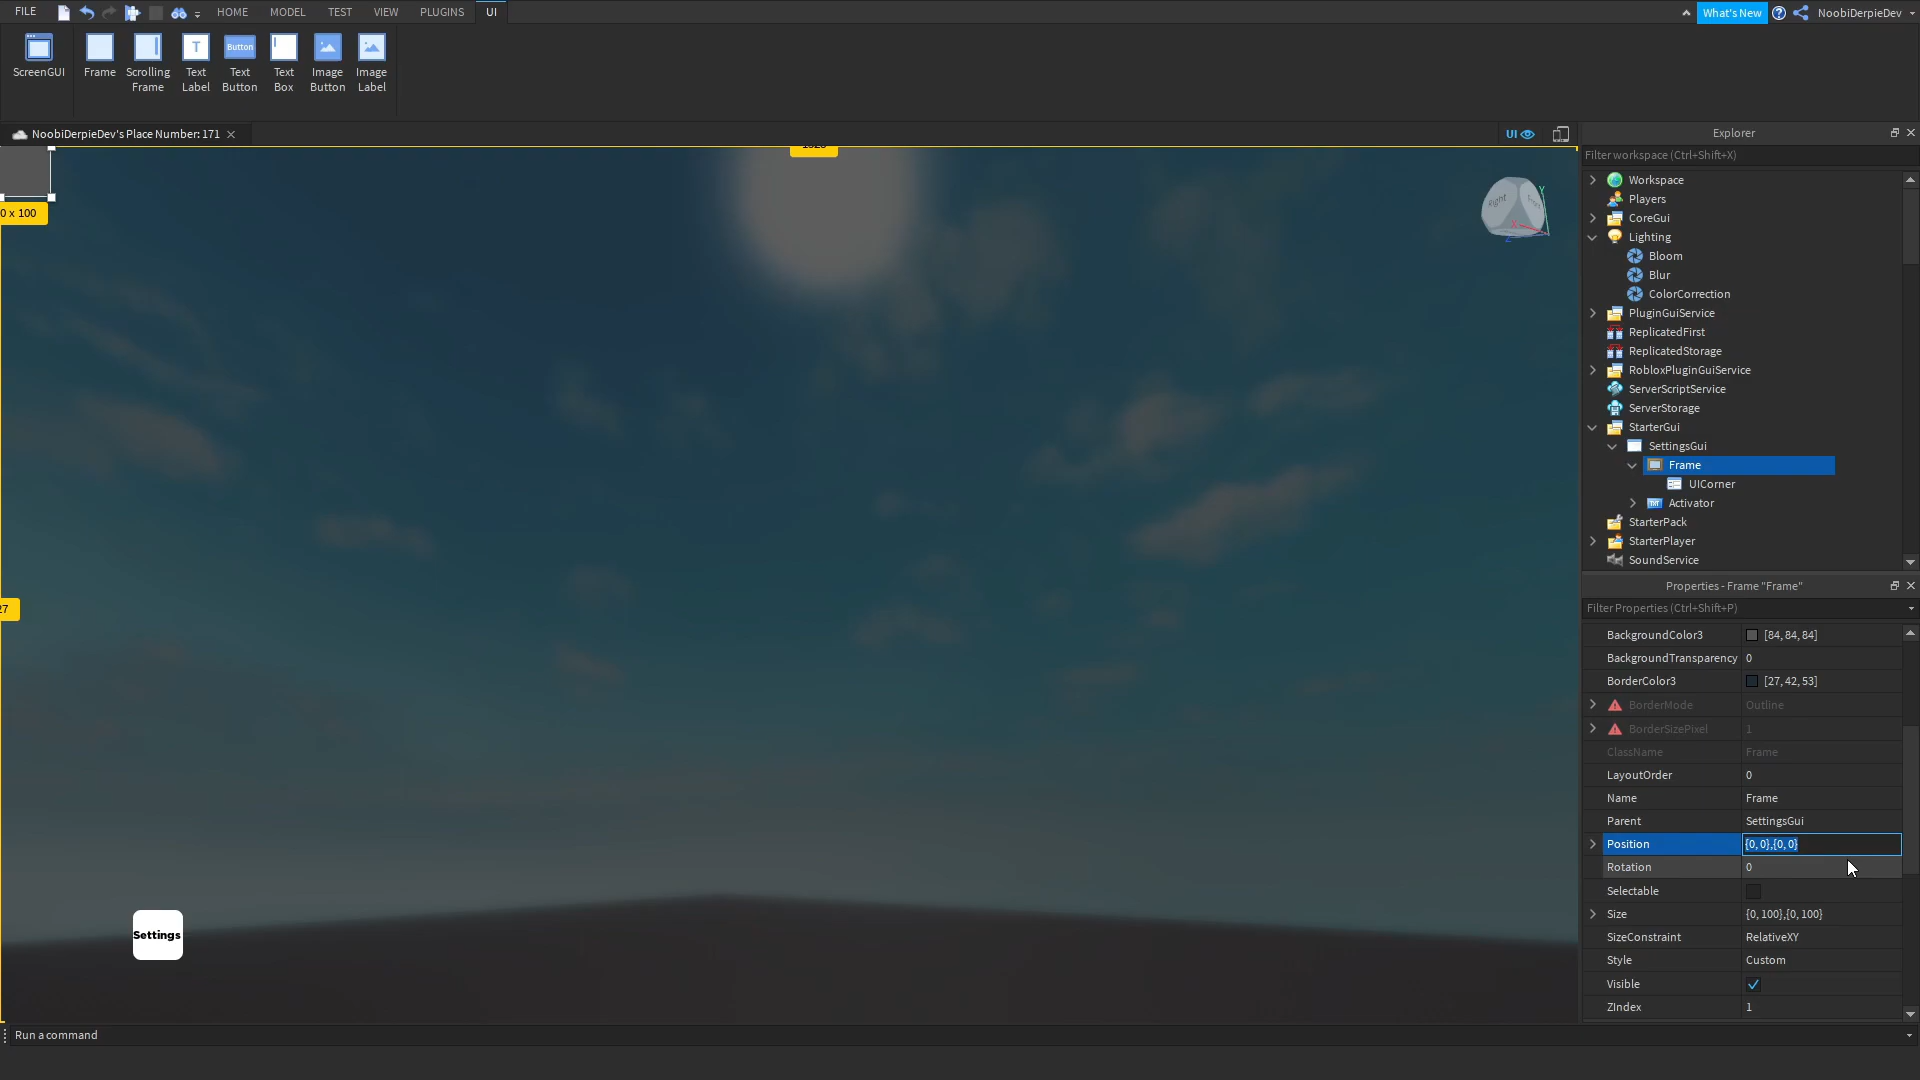 FILE
HOME
MODEL
TEST
VIEW
PLUGINS
UI
What's New
NoobiDerpieDev
ScreenGUI
Frame
Scrolling
Frame
T
Text
Label
Button
Text
Button
Text
Box
Image
Button
Image
Label
NoobiDerpieDev's Place Number: 171
UI
Explorer
Filter workspace (Ctrl+Shift+X)
0 x 100
27
Right
Y
X
Z
Settings
Workspace
Players
CoreGui
Lighting
Bloom
Blur
ColorCorrection
PluginGuiService
ReplicatedFirst
ReplicatedStorage
RobloxPluginGuiService
ServerScriptService
ServerStorage
StarterGui
SettingsGui
Frame
UICorner
Activator
StarterPack
StarterPlayer
SoundService
Properties - Frame "Frame"
Filter Properties (Ctrl+Shift+P)
BackgroundColor3 [84, 84, 84]
BackgroundTransparency 0
BorderColor3 [27, 42, 53]
BorderMode Outline
BorderSizePixel 1
ClassName Frame
LayoutOrder 0
Name Frame
Parent SettingsGui
Position {0, 0},{0, 0}
Rotation 0
Selectable
Size {0, 100},{0, 100}
SizeConstraint RelativeXY
Style Custom
Visible
ZIndex 1
Run a command